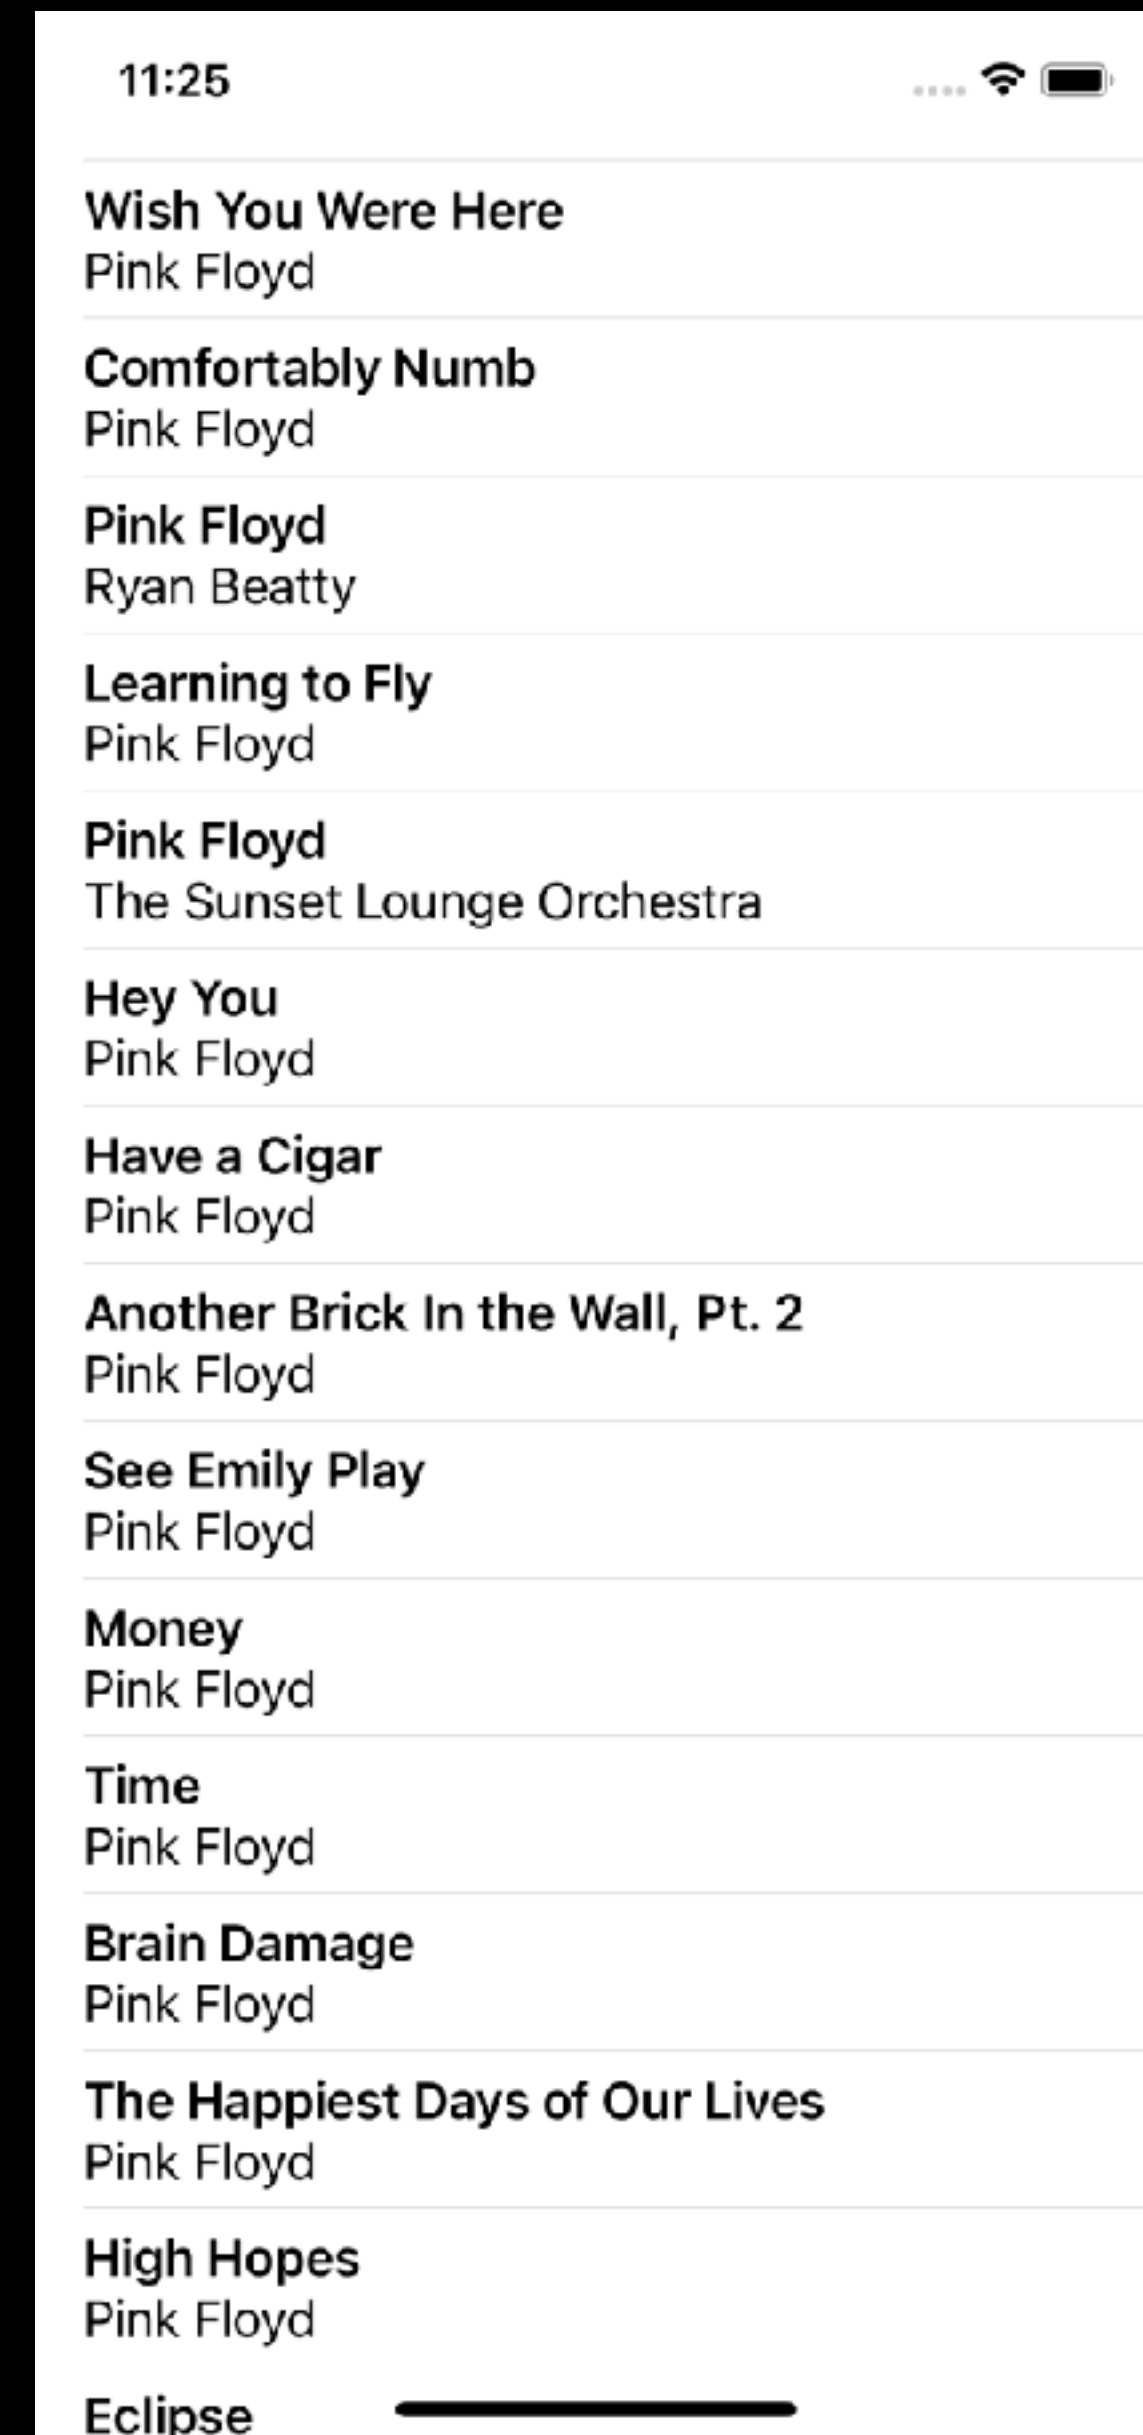 11:25
Wish You Were Here
Pink Floyd
Comfortably Numb
Pink Floyd
Pink Floyd
Ryan Beatty
Learning to Fly
Pink Floyd
Pink Floyd
The Sunset Lounge Orchestra
Hey You
Pink Floyd
Have a Cigar
Pink Floyd
Another Brick In the Wall, Pt. 2
Pink Floyd
See Emily Play
Pink Floyd
Money
Pink Floyd
Time
Pink Floyd
Brain Damage
Pink Floyd
The Happiest Days of Our Lives
Pink Floyd
High Hopes
Pink Floyd
Eclipse